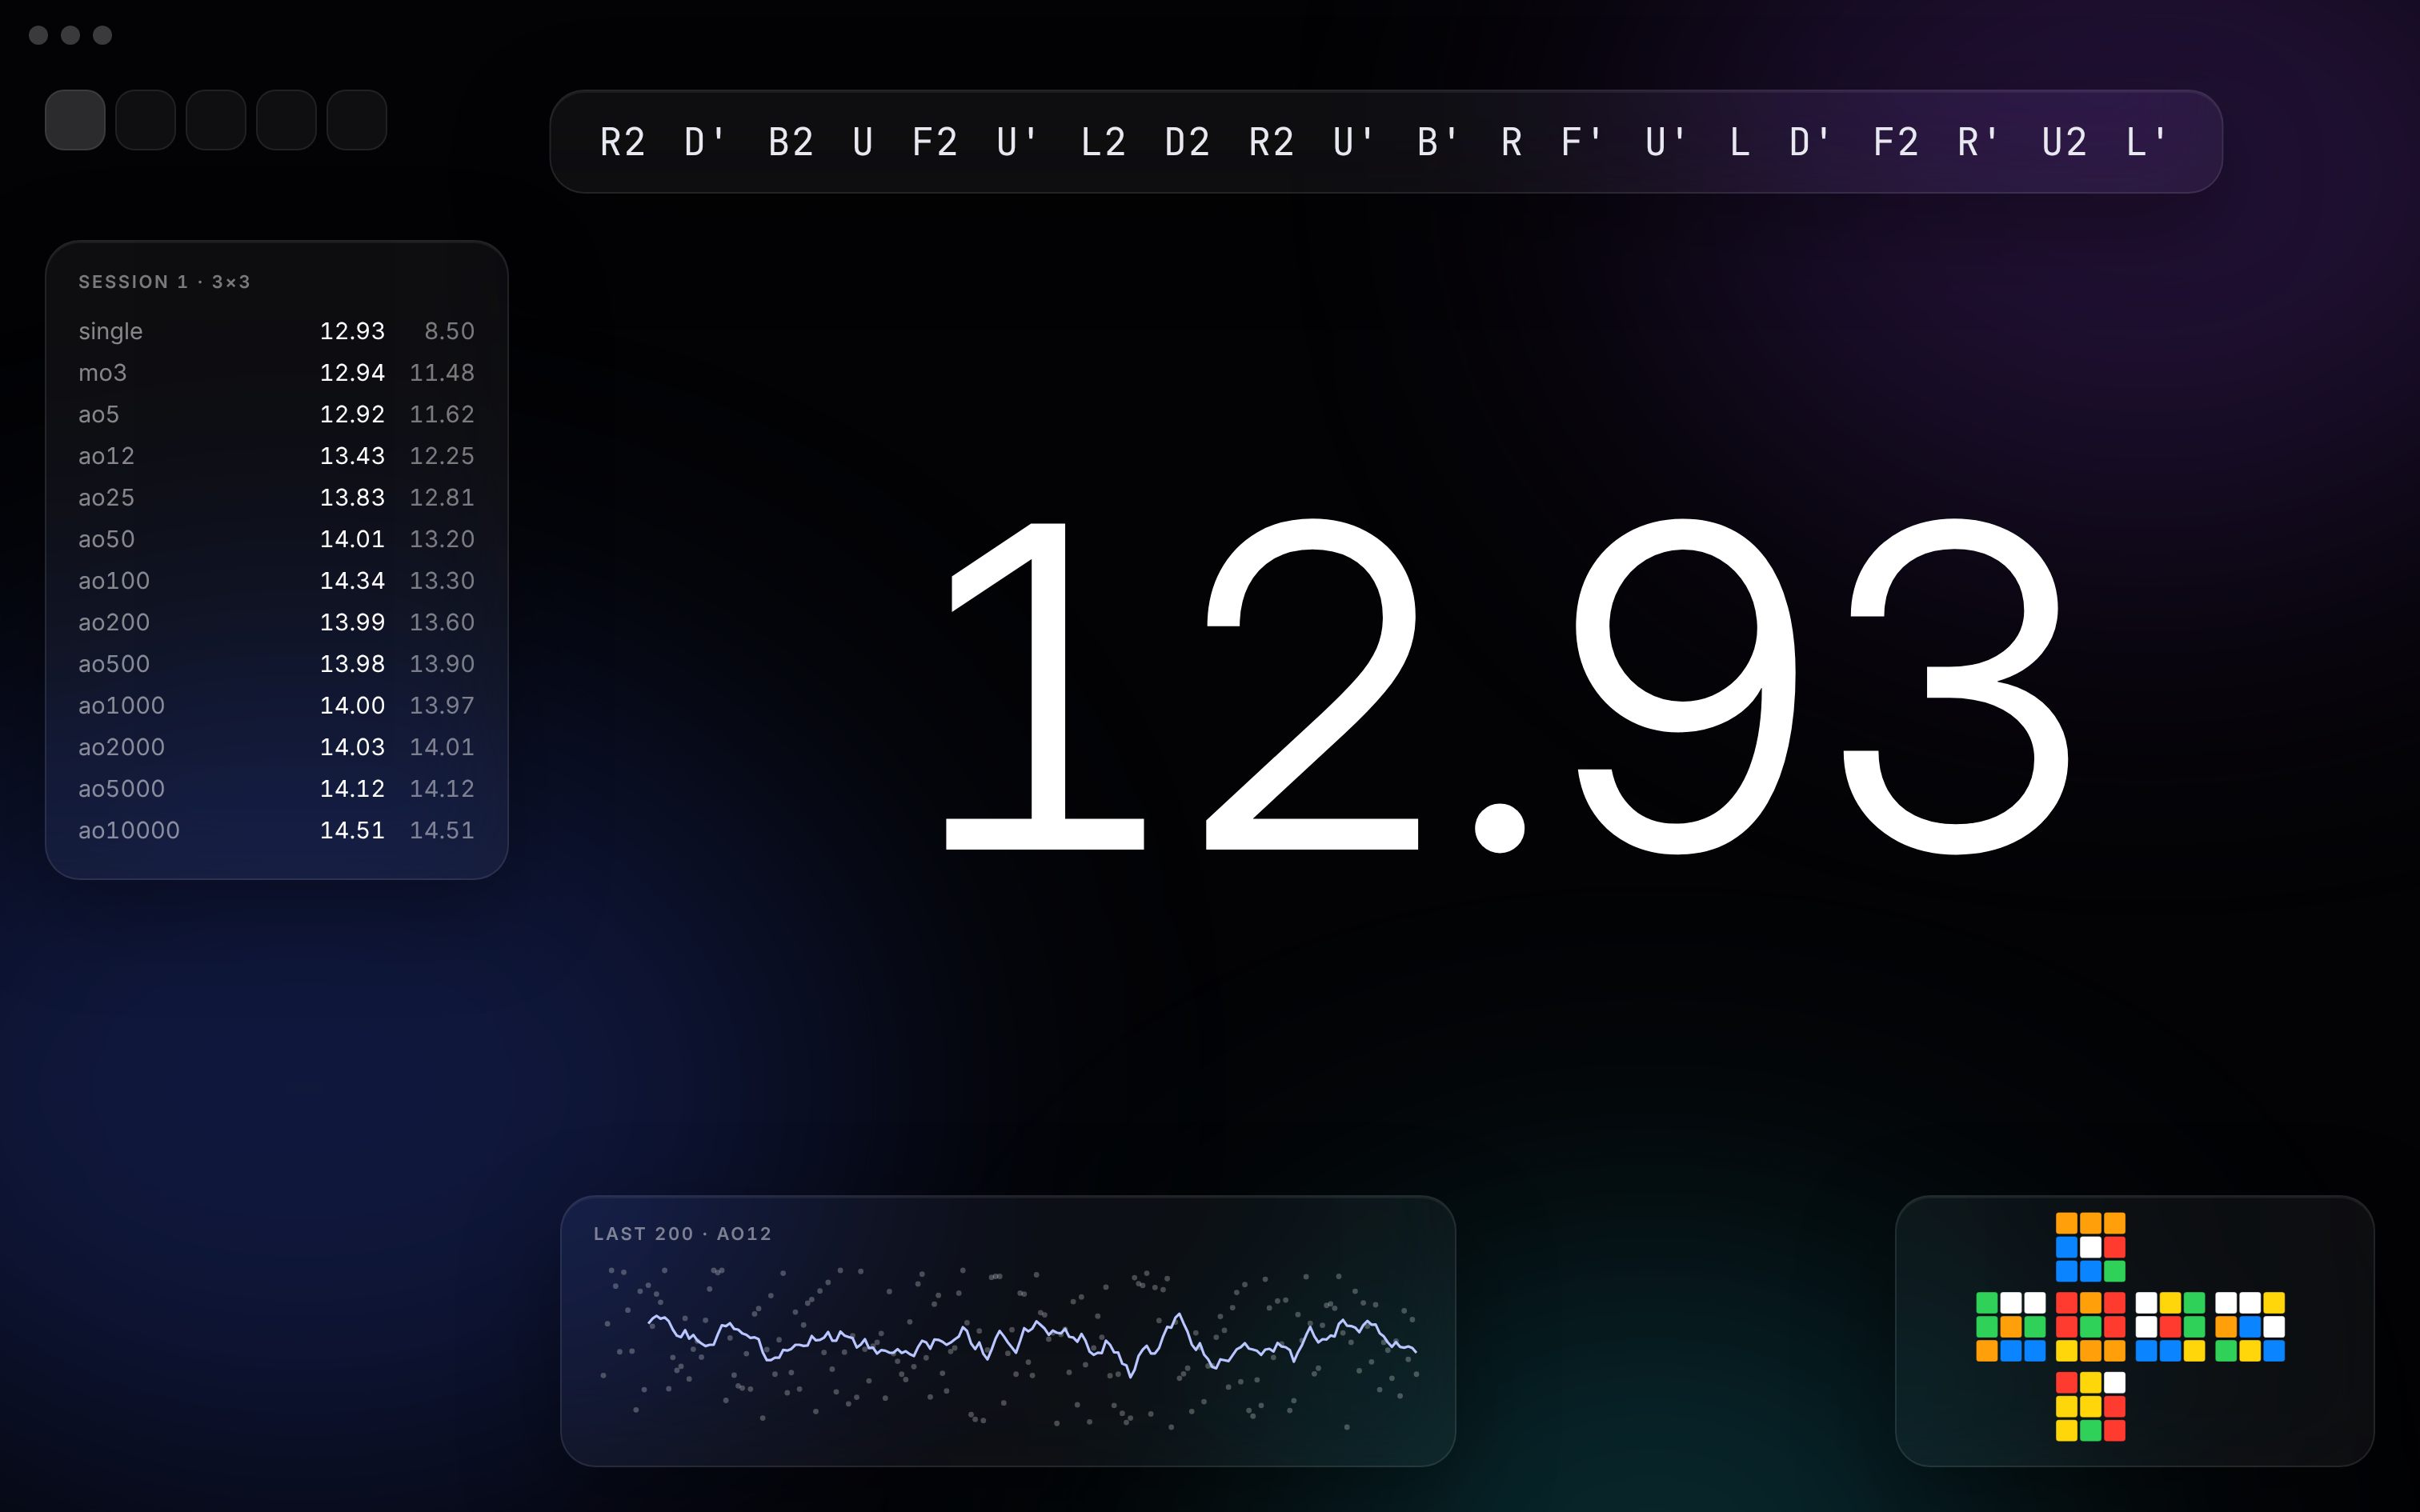 R2 D' B2 U F2 U' L2 D2 R2 U' B' R F' U' L D' F2 R' U2 L'
SESSION 1 · 3×3
single 12.93 8.50
mo3 12.94 11.48
ao5 12.92 11.62
ao12 13.43 12.25
ao25 13.83 12.81
ao50 14.01 13.20
ao100 14.34 13.30
ao200 13.99 13.60
ao500 13.98 13.90
ao1000 14.00 13.97
ao2000 14.03 14.01
ao5000 14.12 14.12
ao10000 14.51 14.51
12.93
LAST 200 · AO12